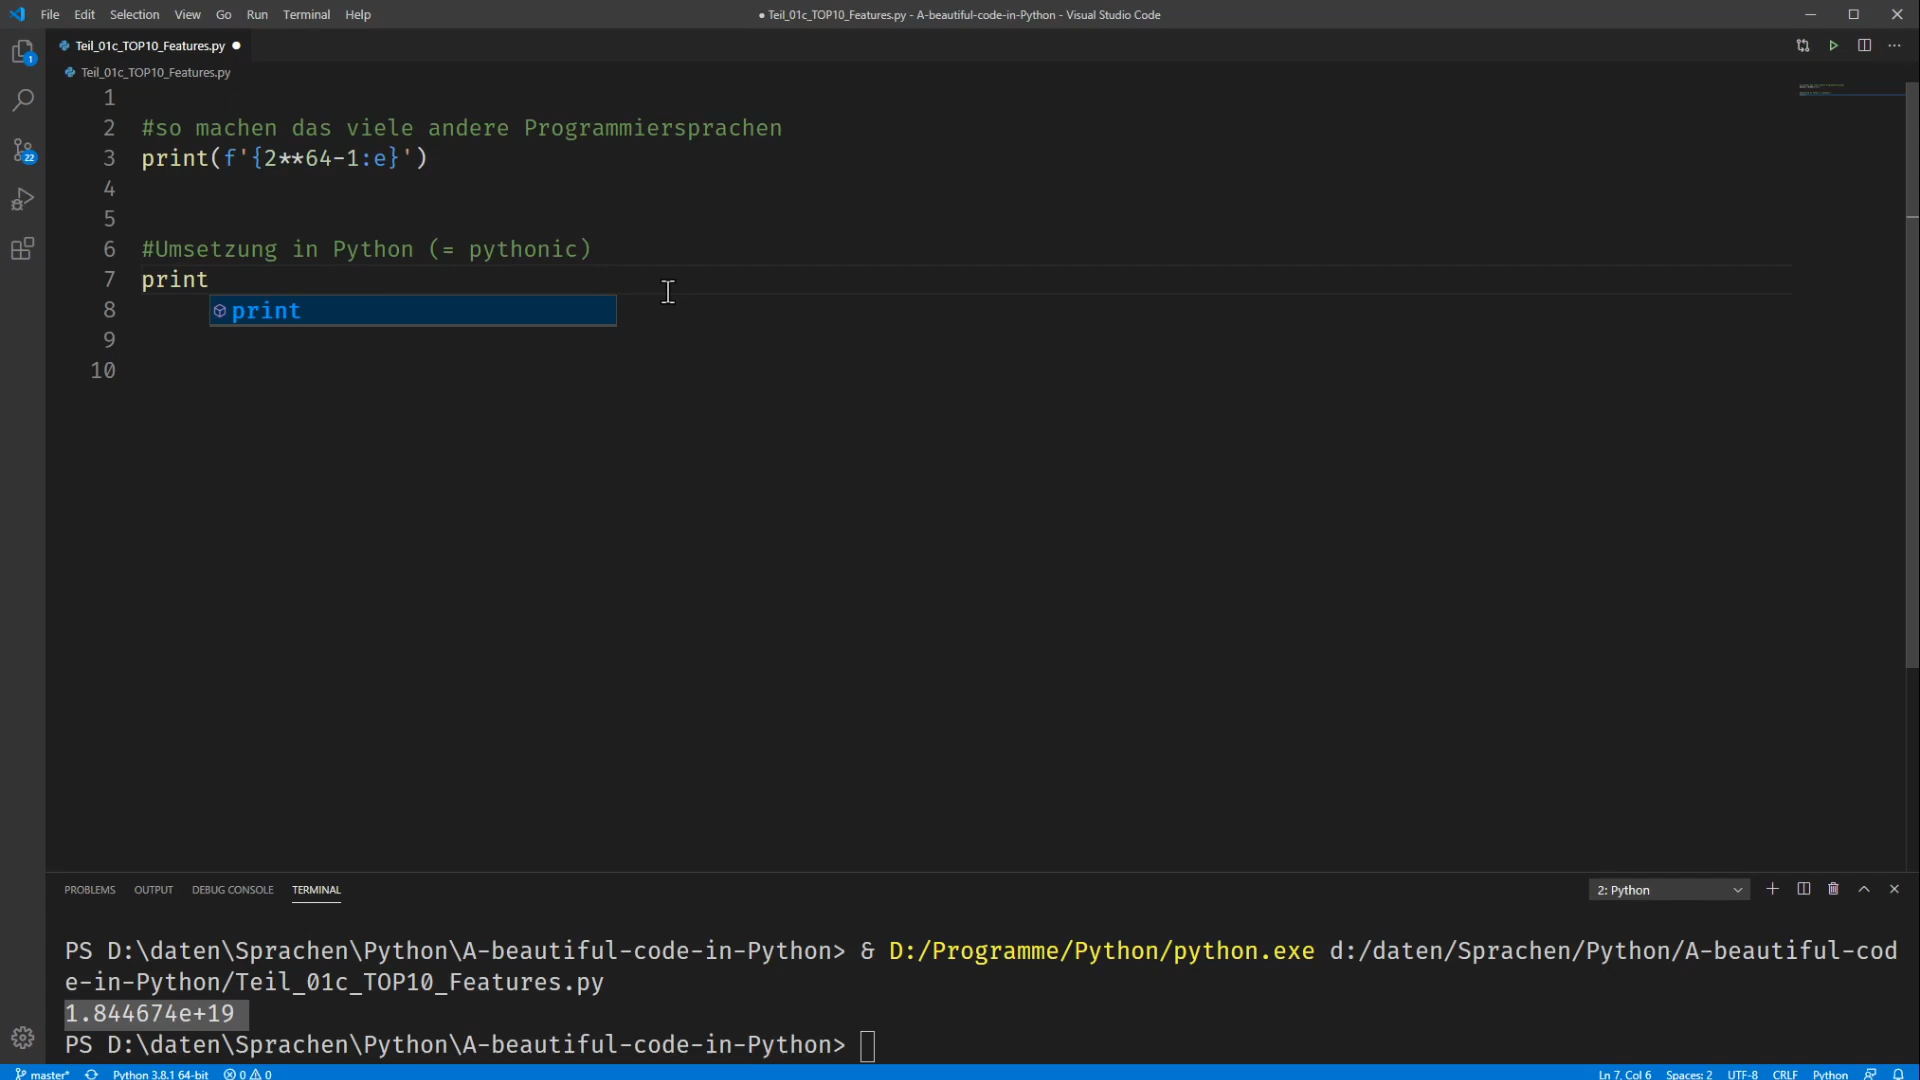 File Edit Selection View Go Run Terminal Help
● Teil_01c_TOP10_Features.py - A-beautiful-code-in-Python - Visual Studio Code
Teil_01c_TOP10_Features.py ●
Teil_01c_TOP10_Features.py
1
2 #so machen das viele andere Programmiersprachen
3 print(f'{2**64-1:e}')
4
5
6 #Umsetzung in Python (= pythonic)
7 print
8 print
9
10
1
22
PROBLEMS OUTPUT DEBUG CONSOLE TERMINAL
2: Python
PS D:\daten\Sprachen\Python\A-beautiful-code-in-Python> & D:/Programme/Python/python.exe d:/daten/Sprachen/Python/A-beautiful-cod
e-in-Python/Teil_01c_TOP10_Features.py
1.844674e+19
PS D:\daten\Sprachen\Python\A-beautiful-code-in-Python>
master* Python 3.8.1 64-bit 0 0 Ln 7, Col 6 Spaces: 2 UTF-8 CRLF Python